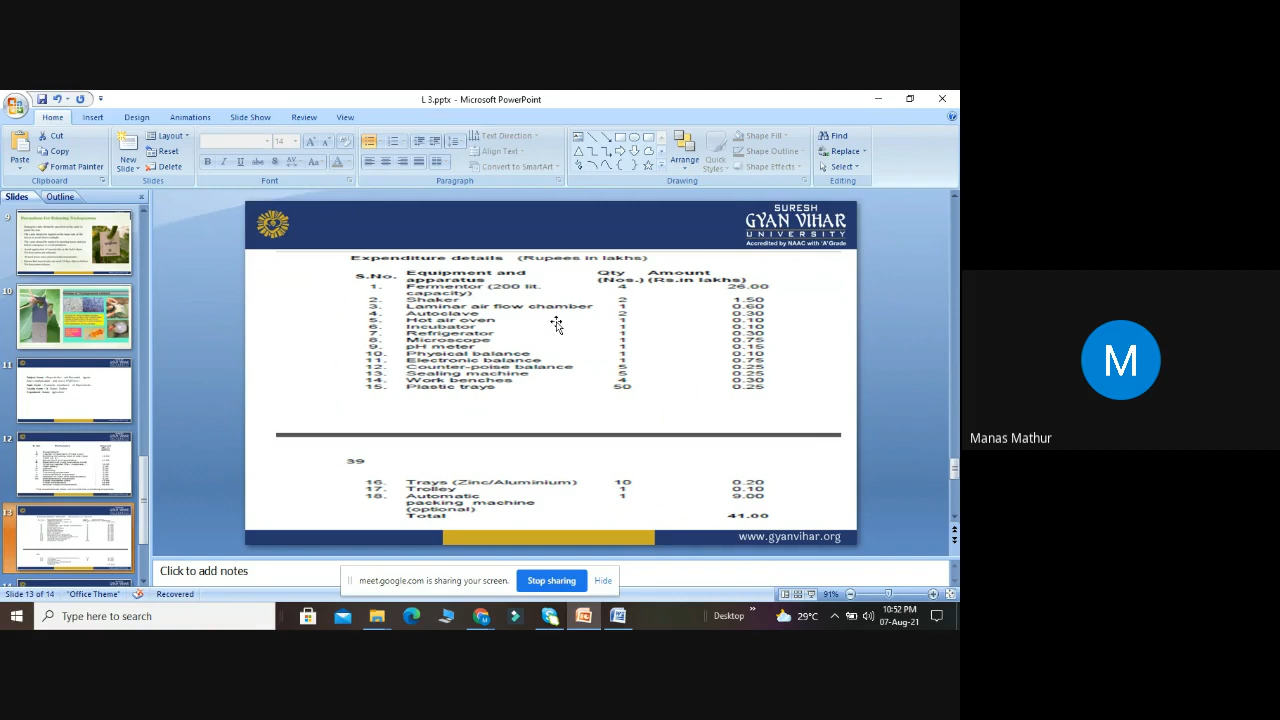 L 3.pptx - Microsoft PowerPoint
Home Insert Design Animations Slide Show Review View
Paste
Cut
Copy
Format Painter
Clipboard
New Slide
Layout
Reset
Delete
Slides
14
Font
Text Direction
Align Text
Convert to SmartArt
Paragraph
Arrange
Quick Styles
Shape Fill
Shape Outline
Shape Effects
Drawing
Find
Replace
Select
Editing
Slides Outline
9
10
11
12
13
SURESH
GYAN VIHAR
UNIVERSITY
Accredited by NAAC with 'A' Grade
Expenditure details (Rupees in lakhs)
S.No. Equipment and apparatus Qty (Nos.) Amount (Rs.in lakhs)
1. Fermentor (200 lit. capacity) 4 26.00
2. Shaker 2 1.50
3. Laminar air flow chamber 1 0.60
4. Autoclave 2 0.30
5. Hot air oven 1 0.10
6. Incubator 1 0.10
7. Refrigerator 1 0.30
8. Microscope 1 0.75
9. pH meter 1 0.15
10. Physical balance 1 0.10
11. Electronic balance 1 0.75
12. Counter-poise balance 5 0.25
13. Sealing machine 5 0.25
14. Work benches 4 0.30
15. Plastic trays 50 0.25
39
16. Trays (Zinc/Aluminium) 10 0.20
17. Trolley 1 0.10
18. Automatic packing machine (optional) 1 9.00
Total 41.00
www.gyanvihar.org
Click to add notes
meet.google.com is sharing your screen. Stop sharing Hide
Slide 13 of 14 "Office Theme" Recovered 91%
Type here to search
Desktop
29°C
10:52 PM
07-Aug-21
M
Manas Mathur